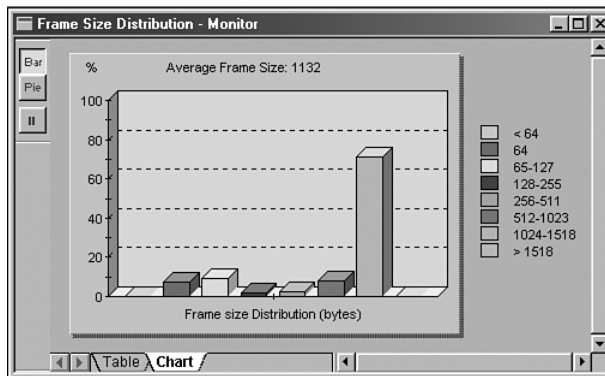 Frame Size Distribution - Monitor
Bar
Pie
%
Average Frame Size: 1132
100
80
60
40
20
0
Frame size Distribution (bytes)
< 64
64
65-127
128-255
256-511
512-1023
1024-1518
> 1518
Table
Chart